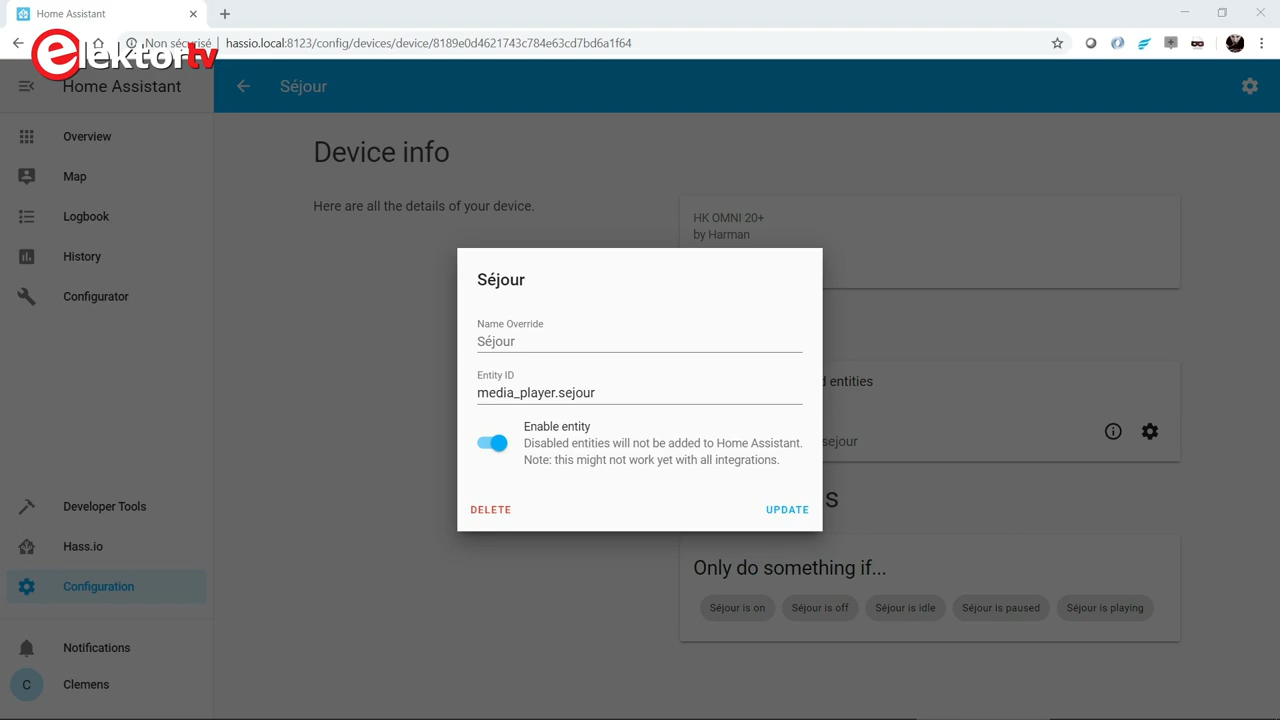 Home Assistant
elektor tv
Non sécurisé
hassio.local:8123/config/devices/device/8189e0d4621743c784e63cd7bd6a1f64
Home Assistant
Séjour
Overview
Map
Logbook
History
Configurator
Developer Tools
Hass.io
Configuration
Notifications
C
Clemens
Device info
Here are all the details of your device.
HK OMNI 20+
by Harman
Séjour
Name Override
Séjour
Entity ID
media_player.sejour
Enable entity
Disabled entities will not be added to Home Assistant.
Note: this might not work yet with all integrations.
DELETE
UPDATE
entities
sejour
s
Only do something if...
Séjour is on
Séjour is off
Séjour is idle
Séjour is paused
Séjour is playing